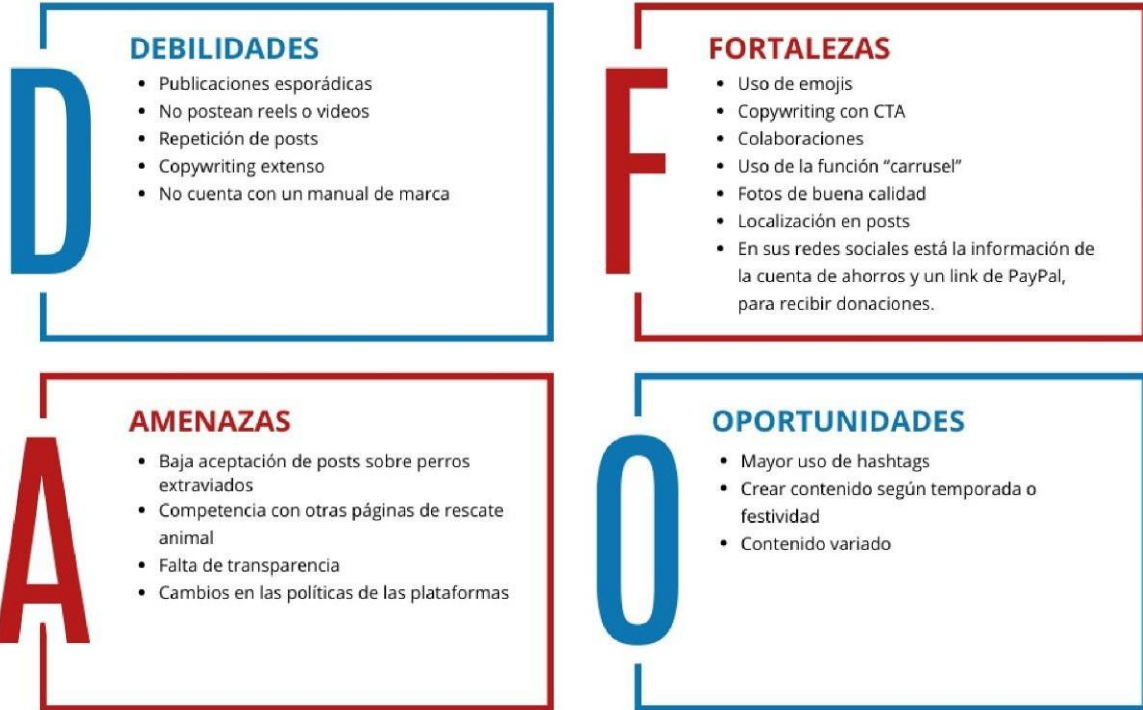 D
DEBILIDADES
• Publicaciones esporádicas
• No postean reels o videos
• Repetición de posts
• Copywriting extenso
• No cuenta con un manual de marca
F
FORTALEZAS
• Uso de emojis
• Copywriting con CTA
• Colaboraciones
• Uso de la función “carrusel”
• Fotos de buena calidad
• Localización en posts
• En sus redes sociales está la información de
la cuenta de ahorros y un link de PayPal,
para recibir donaciones.
A
AMENAZAS
• Baja aceptación de posts sobre perros
extraviados
• Competencia con otras páginas de rescate
animal
• Falta de transparencia
• Cambios en las políticas de las plataformas
O
OPORTUNIDADES
• Mayor uso de hashtags
• Crear contenido según temporada o
festividad
• Contenido variado